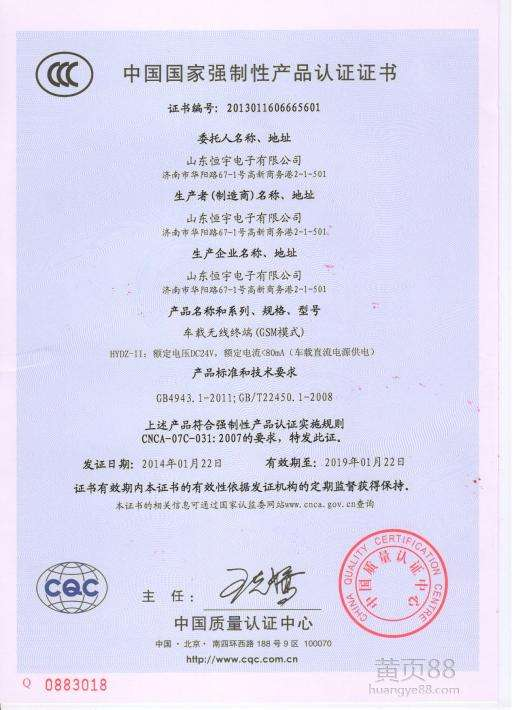 中国国家强制性产品认证证书
证书编号: 2013011606665601
委托人名称、地址
山东恒宇电子有限公司
济南市华阳路67-1号高新商务港2-1-501
生产者(制造商)名称、地址
山东恒宇电子有限公司
济南市华阳路67-1号高新商务港2-1-501
生产企业名称、地址
山东恒宇电子有限公司
济南市华阳路67-1号高新商务港2-1-501
产品名称和系列、规格、型号
车载无线终端(GSM模式)
HYDZ-II: 额定电压DC24V, 额定电流<80mA (车载直流电源供电)
产品标准和技术要求
GB4943.1-2011;GB/T22450.1-2008
上述产品符合强制性产品认证实施规则
CNCA-07C-031:2007的要求, 特发此证。
发证日期: 2014年01月22日 有效期至: 2019年01月22日
证书有效期内本证书的有效性依据发证机构的定期监督获得保持。
本证书的相关信息可通过国家认监委网站www.cnca.gov.cn查询
CQC
主任:
中国质量认证中心
中国·北京·南四环西路188号9区 100070
http://www.cqc.com.cn
CHINA QUALITY CERTIFICATION CENTRE
中国质量认证中心
Q 0883018
黄页88
huangye88.com